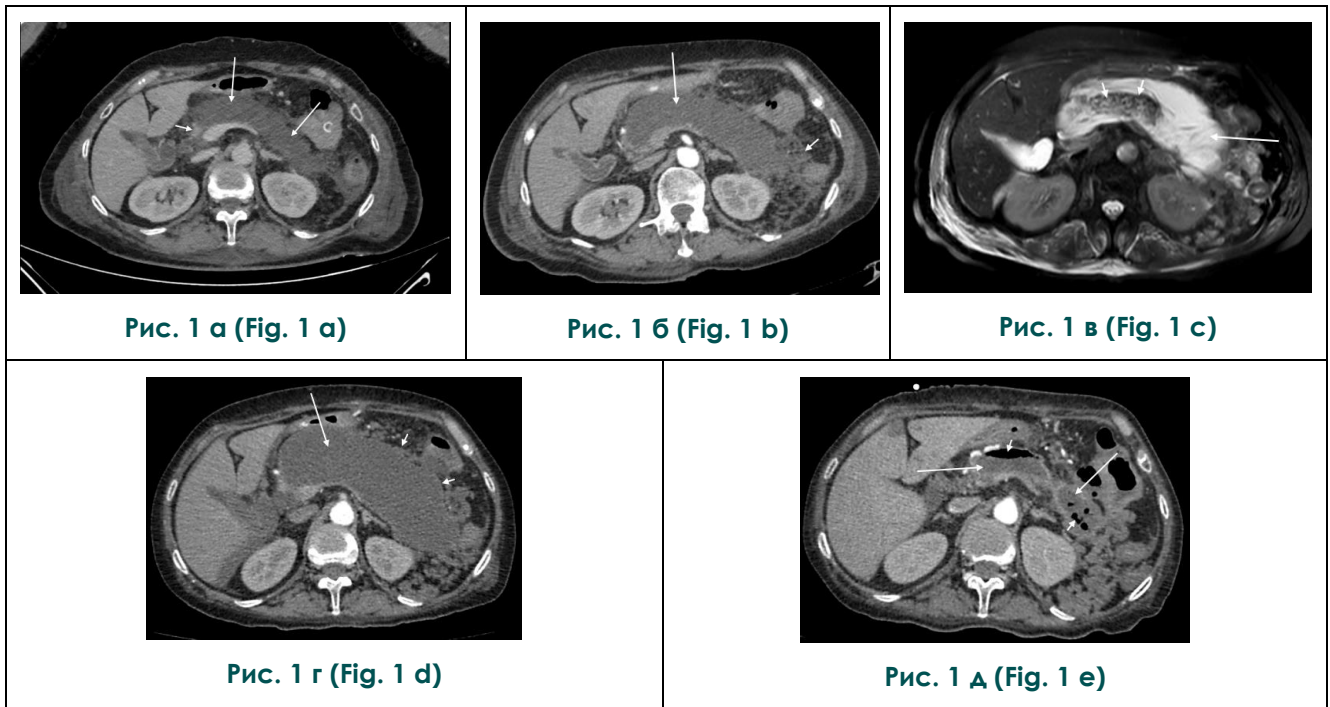 Рис. 1 а (Fig. 1 a)
Рис. 1 б (Fig. 1 b)
Рис. 1 в (Fig. 1 c)
Рис. 1 г (Fig. 1 d)
Рис. 1 д (Fig. 1 e)